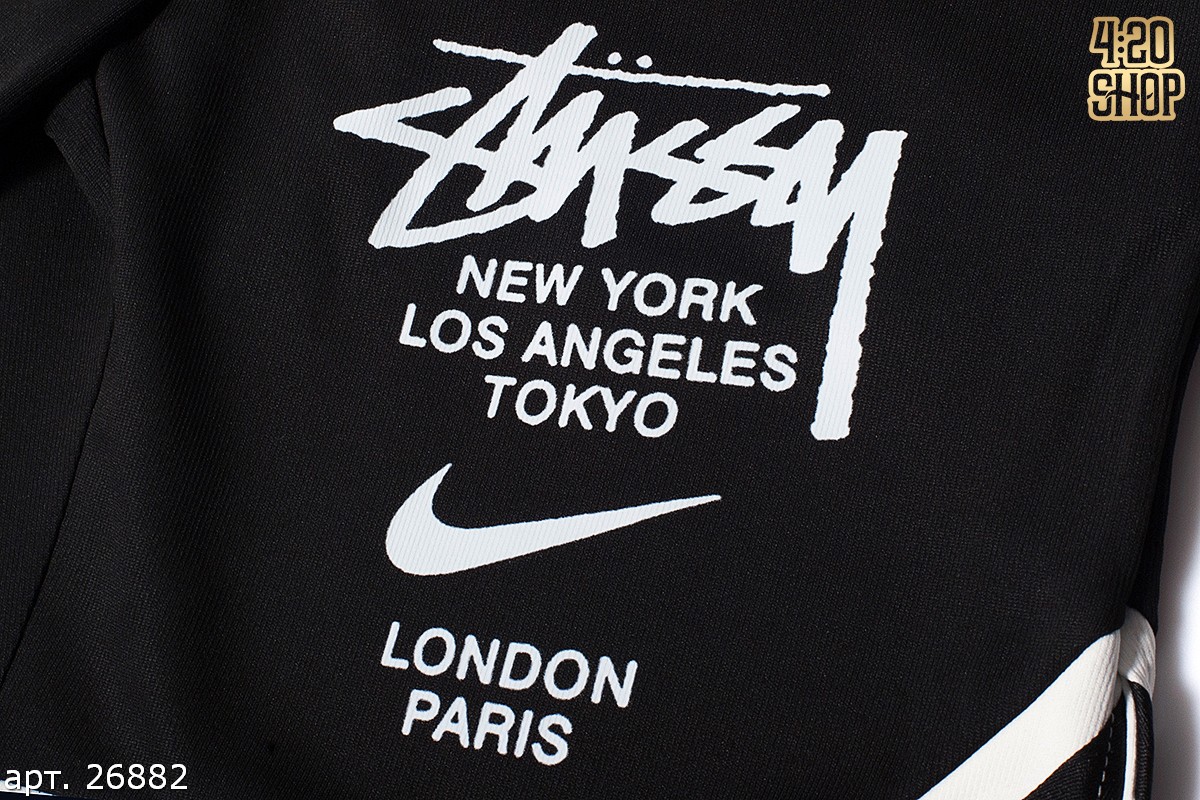 4:20
SHOP
Stüssy
NEW YORK
LOS ANGELES
TOKYO
LONDON
PARIS
арт. 26882